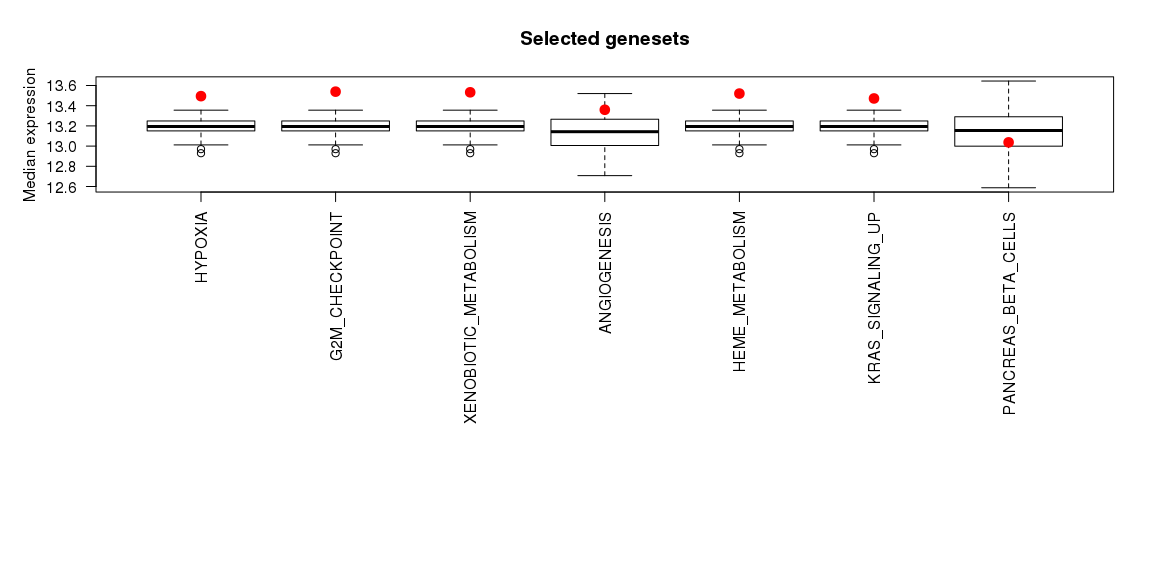 Selected genesets
Median expression
13.6
13.4
13.2
13.0
12.8
12.6
HYPOXIA
G2M_CHECKPOINT
XENOBIOTIC_METABOLISM
ANGIOGENESIS
HEME_METABOLISM
KRAS_SIGNALING_UP
PANCREAS_BETA_CELLS